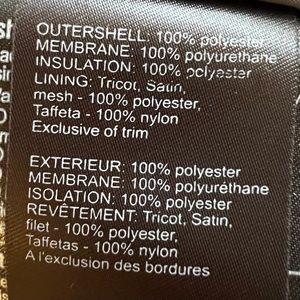 OUTERSHELL: 100% polyester
MEMBRANE: 100% polyuréthane
INSULATION: 100% polyester
LINING: Tricot, Satin,
mesh - 100% polyester,
Taffeta - 100% nylon
Exclusive of trim
EXTERIEUR: 100% polyester
MEMBRANE: 100% polyuréthane
ISOLATION: 100% polyester
REVÊTEMENT: Tricot, Satin,
filet - 100% polyester,
Taffetas - 100% nylon
A l'exclusion des bordures